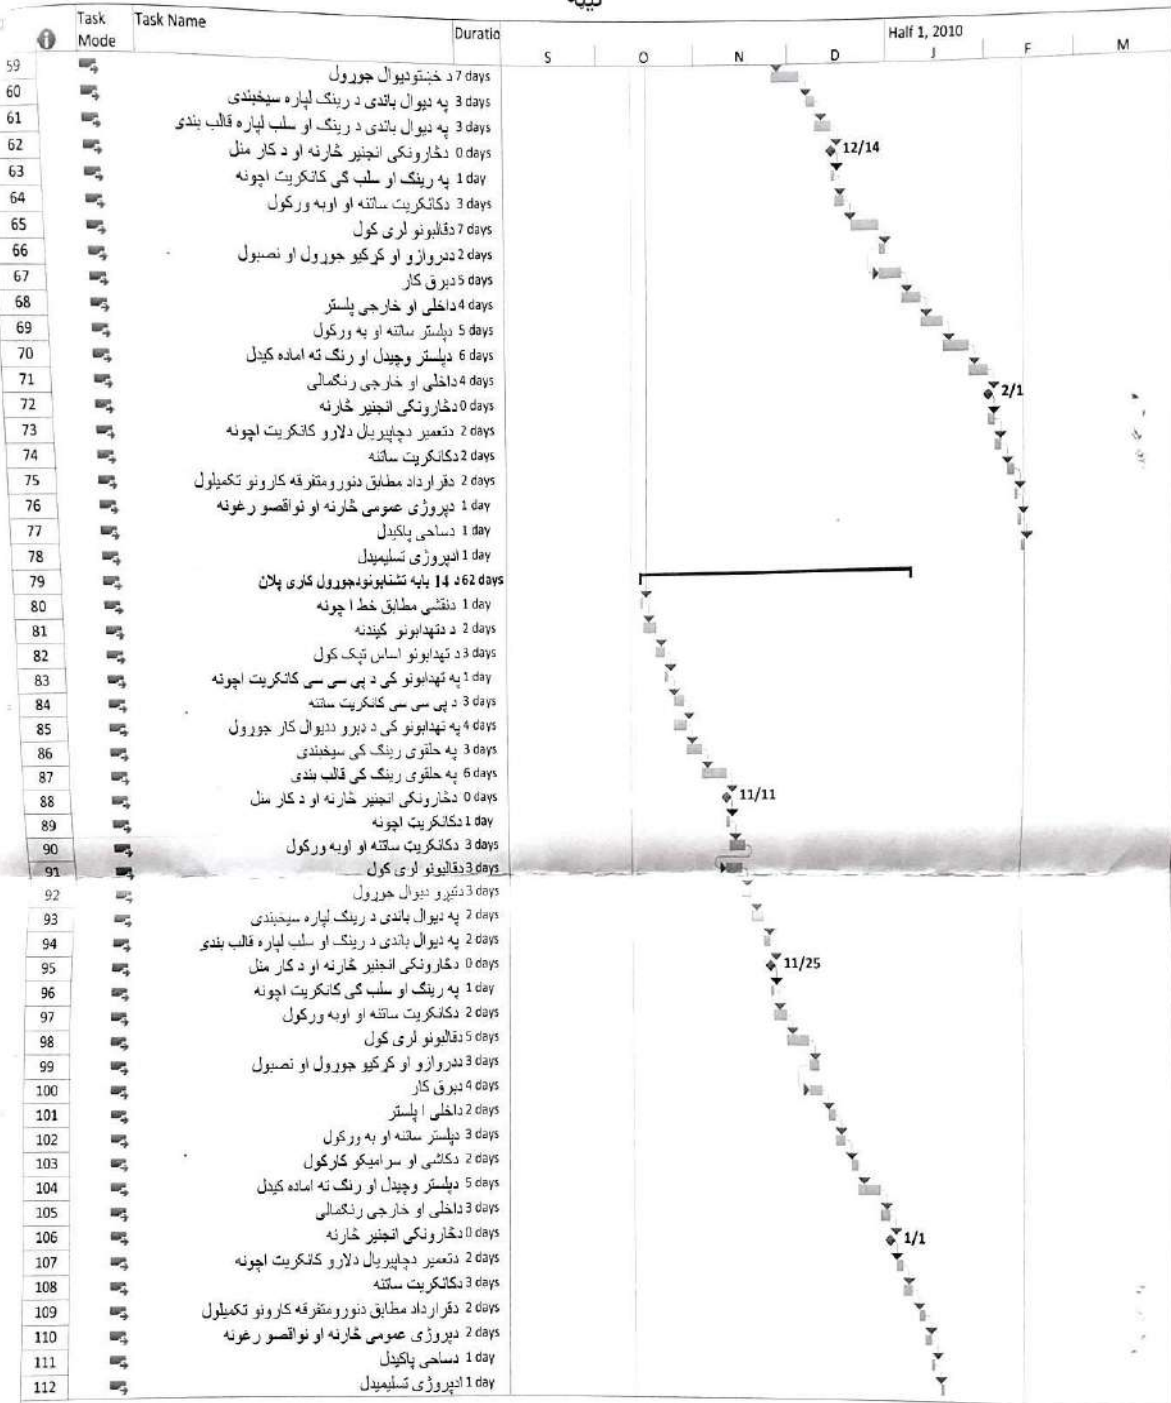 نیټه
Task Mode Task Name Duratio Half 1, 2010
S O N D J F M
59 د خښتودیوال جوړول 7 days
60 په دیوال باندی د رینګ لپاره سیخبندی 3 days
61 په دیوال باندی د رینګ او سلب لپاره قالب بندی 3 days
62 دڅارونکی انجنیر څارنه او د کار منل 0 days 12/14
63 په رینګ او سلب کی کانکریټ اچونه 1 day
64 دکانکریت ساتنه او اوبه ورکول 3 days
65 دقالبونو لری کول 7 days
66 ددروازو او کړکیو جوړول او نصبول 2 days
67 دبرق کار 5 days
68 داخلی او خارجی پلستر 4 days
69 دپلستر ساتنه او به ورکول 5 days
70 دپلستر وچیدل او رنګ ته اماده کیدل 6 days
71 داخلی او خارجی رنګمالی 4 days
72 دڅارونکی انجنیر څارنه 0 days 2/1
73 دتعمیر دچاپیریال دلارو کانکریټ اچونه 2 days
74 دکانکریت ساتنه 2 days
75 دقرارداد مطابق دنورومتفرقه کارونو تکمیلول 2 days
76 دپروژی عمومی څارنه او نواقصو رغونه 1 day
77 دساحی پاکیدل 1 day
78 ادپروژی تسلیمیدل 1 day
79 د 14 بابه تشنابونودجوړول کاری پلان 62 days
80 دنقشی مطابق خط ا چونه 1 day
81 د دتهدابونو کیندنه 2 days
82 د تهدابونو اساس ټپک کول 3 days
83 په تهدابونو کی د پی سی سی کانکریټ اچونه 1 day
84 د پی سی سی کانکریټ ساتنه 3 days
85 په تهدابونو کی د ډبرو ددیوال کار جوړول 4 days
86 په حلقوی رینګ کی سیخبندی 3 days
87 په حلقوی رینګ کی قالب بندی 6 days
88 دڅارونکی انجنیر څارنه او د کار منل 0 days 11/11
89 دکانکریټ اچونه 1 day
90 دکانکریټ ساتنه او اوبه ورکول 3 days
91 دقالبونو لری کول 3 days
92 دتیرو دیوال جوړول 3 days
93 په دیوال باندی د رینګ لپاره سیخبندی 2 days
94 په دیوال باندی د رینګ او سلب لپاره قالب بندی 2 days
95 دڅارونکی انجنیر څارنه او د کار منل 0 days 11/25
96 په رینګ او سلب کی کانکریټ اچونه 1 day
97 دکانکریټ ساتنه او اوبه ورکول 2 days
98 دقالبونو لری کول 5 days
99 ددروازو او کړکیو جوړول او نصبول 3 days
100 دبرق کار 4 days
101 داخلی ا پلستر 2 days
102 دپلستر ساتنه او به ورکول 3 days
103 دکاشی او سرامیکو کارکول 2 days
104 دپلستر وچیدل او رنګ ته اماده کیدل 5 days
105 داخلی او خارجی رنګمالی 3 days
106 دڅارونکی انجنیر څارنه 0 days 1/1
107 دتعمیر دچاپیریال دلارو کانکریټ اچونه 2 days
108 دکانکریټ ساتنه 3 days
109 دقرارداد مطابق دنورومتفرقه کارونو تکمیلول 2 days
110 دپروژی عمومی څارنه او نواقصو رغونه 2 days
111 دساحی پاکیدل 1 day
112 ادپروژی تسلیمیدل 1 day